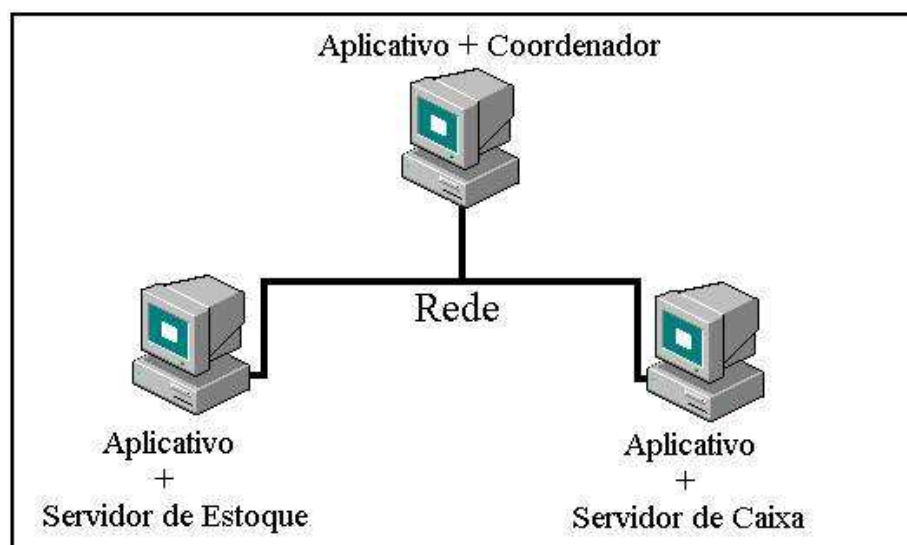 Aplicativo + Coordenador
Rede
Aplicativo
+
Servidor de Estoque
Aplicativo
+
Servidor de Caixa